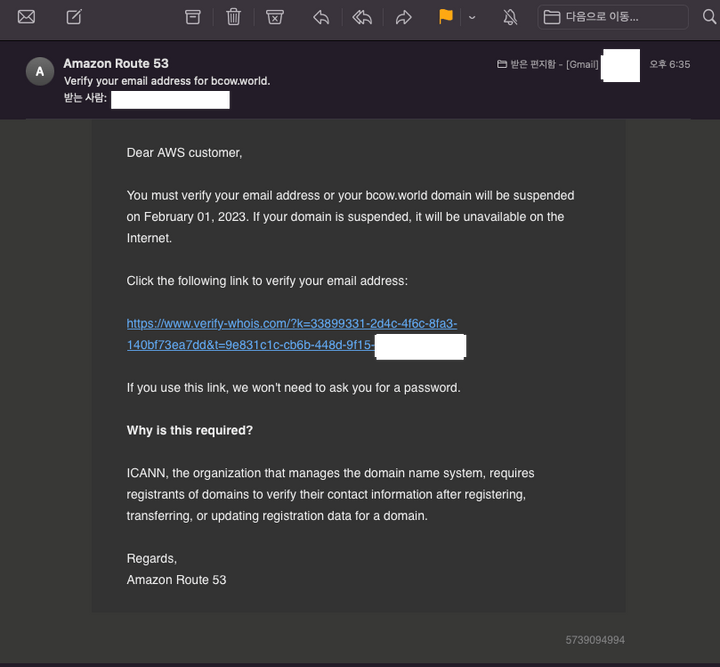 다음으로 이동...
A
Amazon Route 53
받은 편지함 - [Gmail]
오후 6:35
Verify your email address for bcow.world.
받는 사람:
Dear AWS customer,
You must verify your email address or your bcow.world domain will be suspended
on February 01, 2023. If your domain is suspended, it will be unavailable on the
Internet.
Click the following link to verify your email address:
https://www.verify-whois.com/?k=33899331-2d4c-4f6c-8fa3-
140bf73ea7dd&t=9e831c1c-cb6b-448d-9f15-
If you use this link, we won't need to ask you for a password.
Why is this required?
ICANN, the organization that manages the domain name system, requires
registrants of domains to verify their contact information after registering,
transferring, or updating registration data for a domain.
Regards,
Amazon Route 53
5739094994